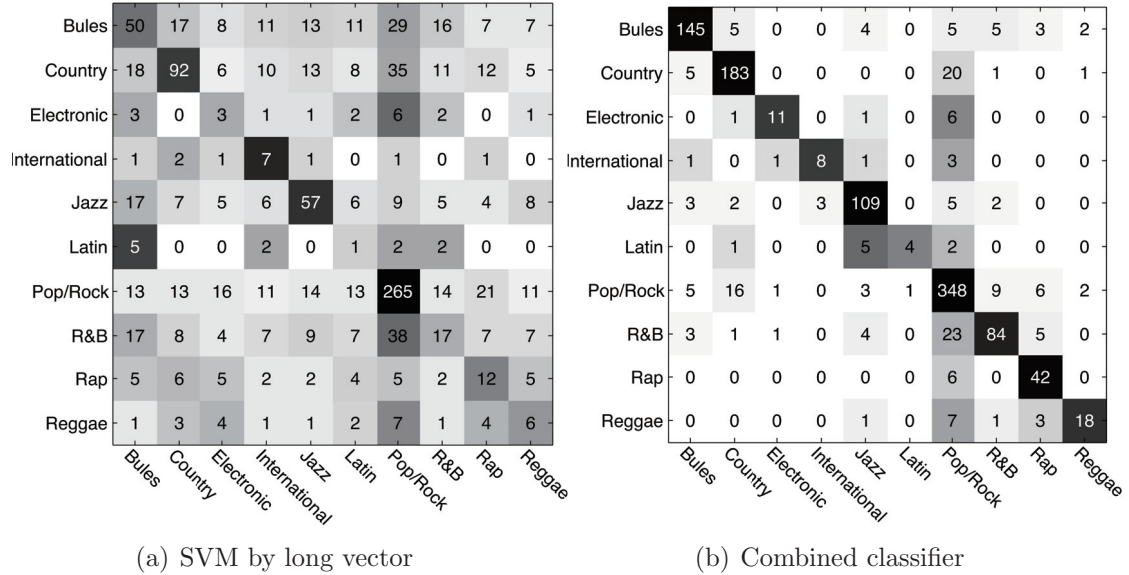 Bules 50 17 8 11 13 11 29 16 7 7
Country 18 92 6 10 13 8 35 11 12 5
Electronic 3 0 3 1 1 2 6 2 0 1
International 1 2 1 7 1 0 1 0 1 0
Jazz 17 7 5 6 57 6 9 5 4 8
Latin 5 0 0 2 0 1 2 2 0 0
Pop/Rock 13 13 16 11 14 13 265 14 21 11
R&B 17 8 4 7 9 7 38 17 7 7
Rap 5 6 5 2 2 4 5 2 12 5
Reggae 1 3 4 1 1 2 7 1 4 6
Bules Country Electronic International Jazz Latin Pop/Rock R&B Rap Reggae
(a) SVM by long vector
Bules 145 5 0 0 4 0 5 5 3 2
Country 5 183 0 0 0 0 20 1 0 1
Electronic 0 1 11 0 1 0 6 0 0 0
International 1 0 1 8 1 0 3 0 0 0
Jazz 3 2 0 3 109 0 5 2 0 0
Latin 0 1 0 0 5 4 2 0 0 0
Pop/Rock 5 16 1 0 3 1 348 9 6 2
R&B 3 1 1 0 4 0 23 84 5 0
Rap 0 0 0 0 0 0 6 0 42 0
Reggae 0 0 0 0 1 0 7 1 3 18
Bules Country Electronic International Jazz Latin Pop/Rock R&B Rap Reggae
(b) Combined classifier